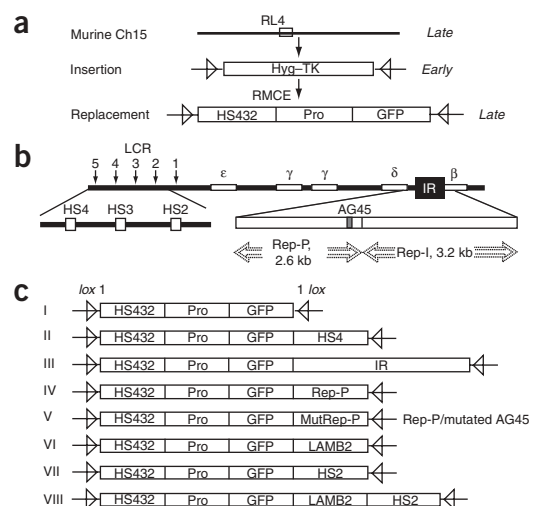 a
RL4
Murine Ch15 Late
Insertion Hyg–TK Early
RMCE
Replacement HS432 Pro GFP Late
b
LCR
5 4 3 2 1 ε γ γ δ IR β
HS4 HS3 HS2 AG45
Rep-P, 2.6 kb Rep-I, 3.2 kb
c
lox 1 1 lox
I HS432 Pro GFP
II HS432 Pro GFP HS4
III HS432 Pro GFP IR
IV HS432 Pro GFP Rep-P
V HS432 Pro GFP MutRep-P Rep-P/mutated AG45
VI HS432 Pro GFP LAMB2
VII HS432 Pro GFP HS2
VIII HS432 Pro GFP LAMB2 HS2